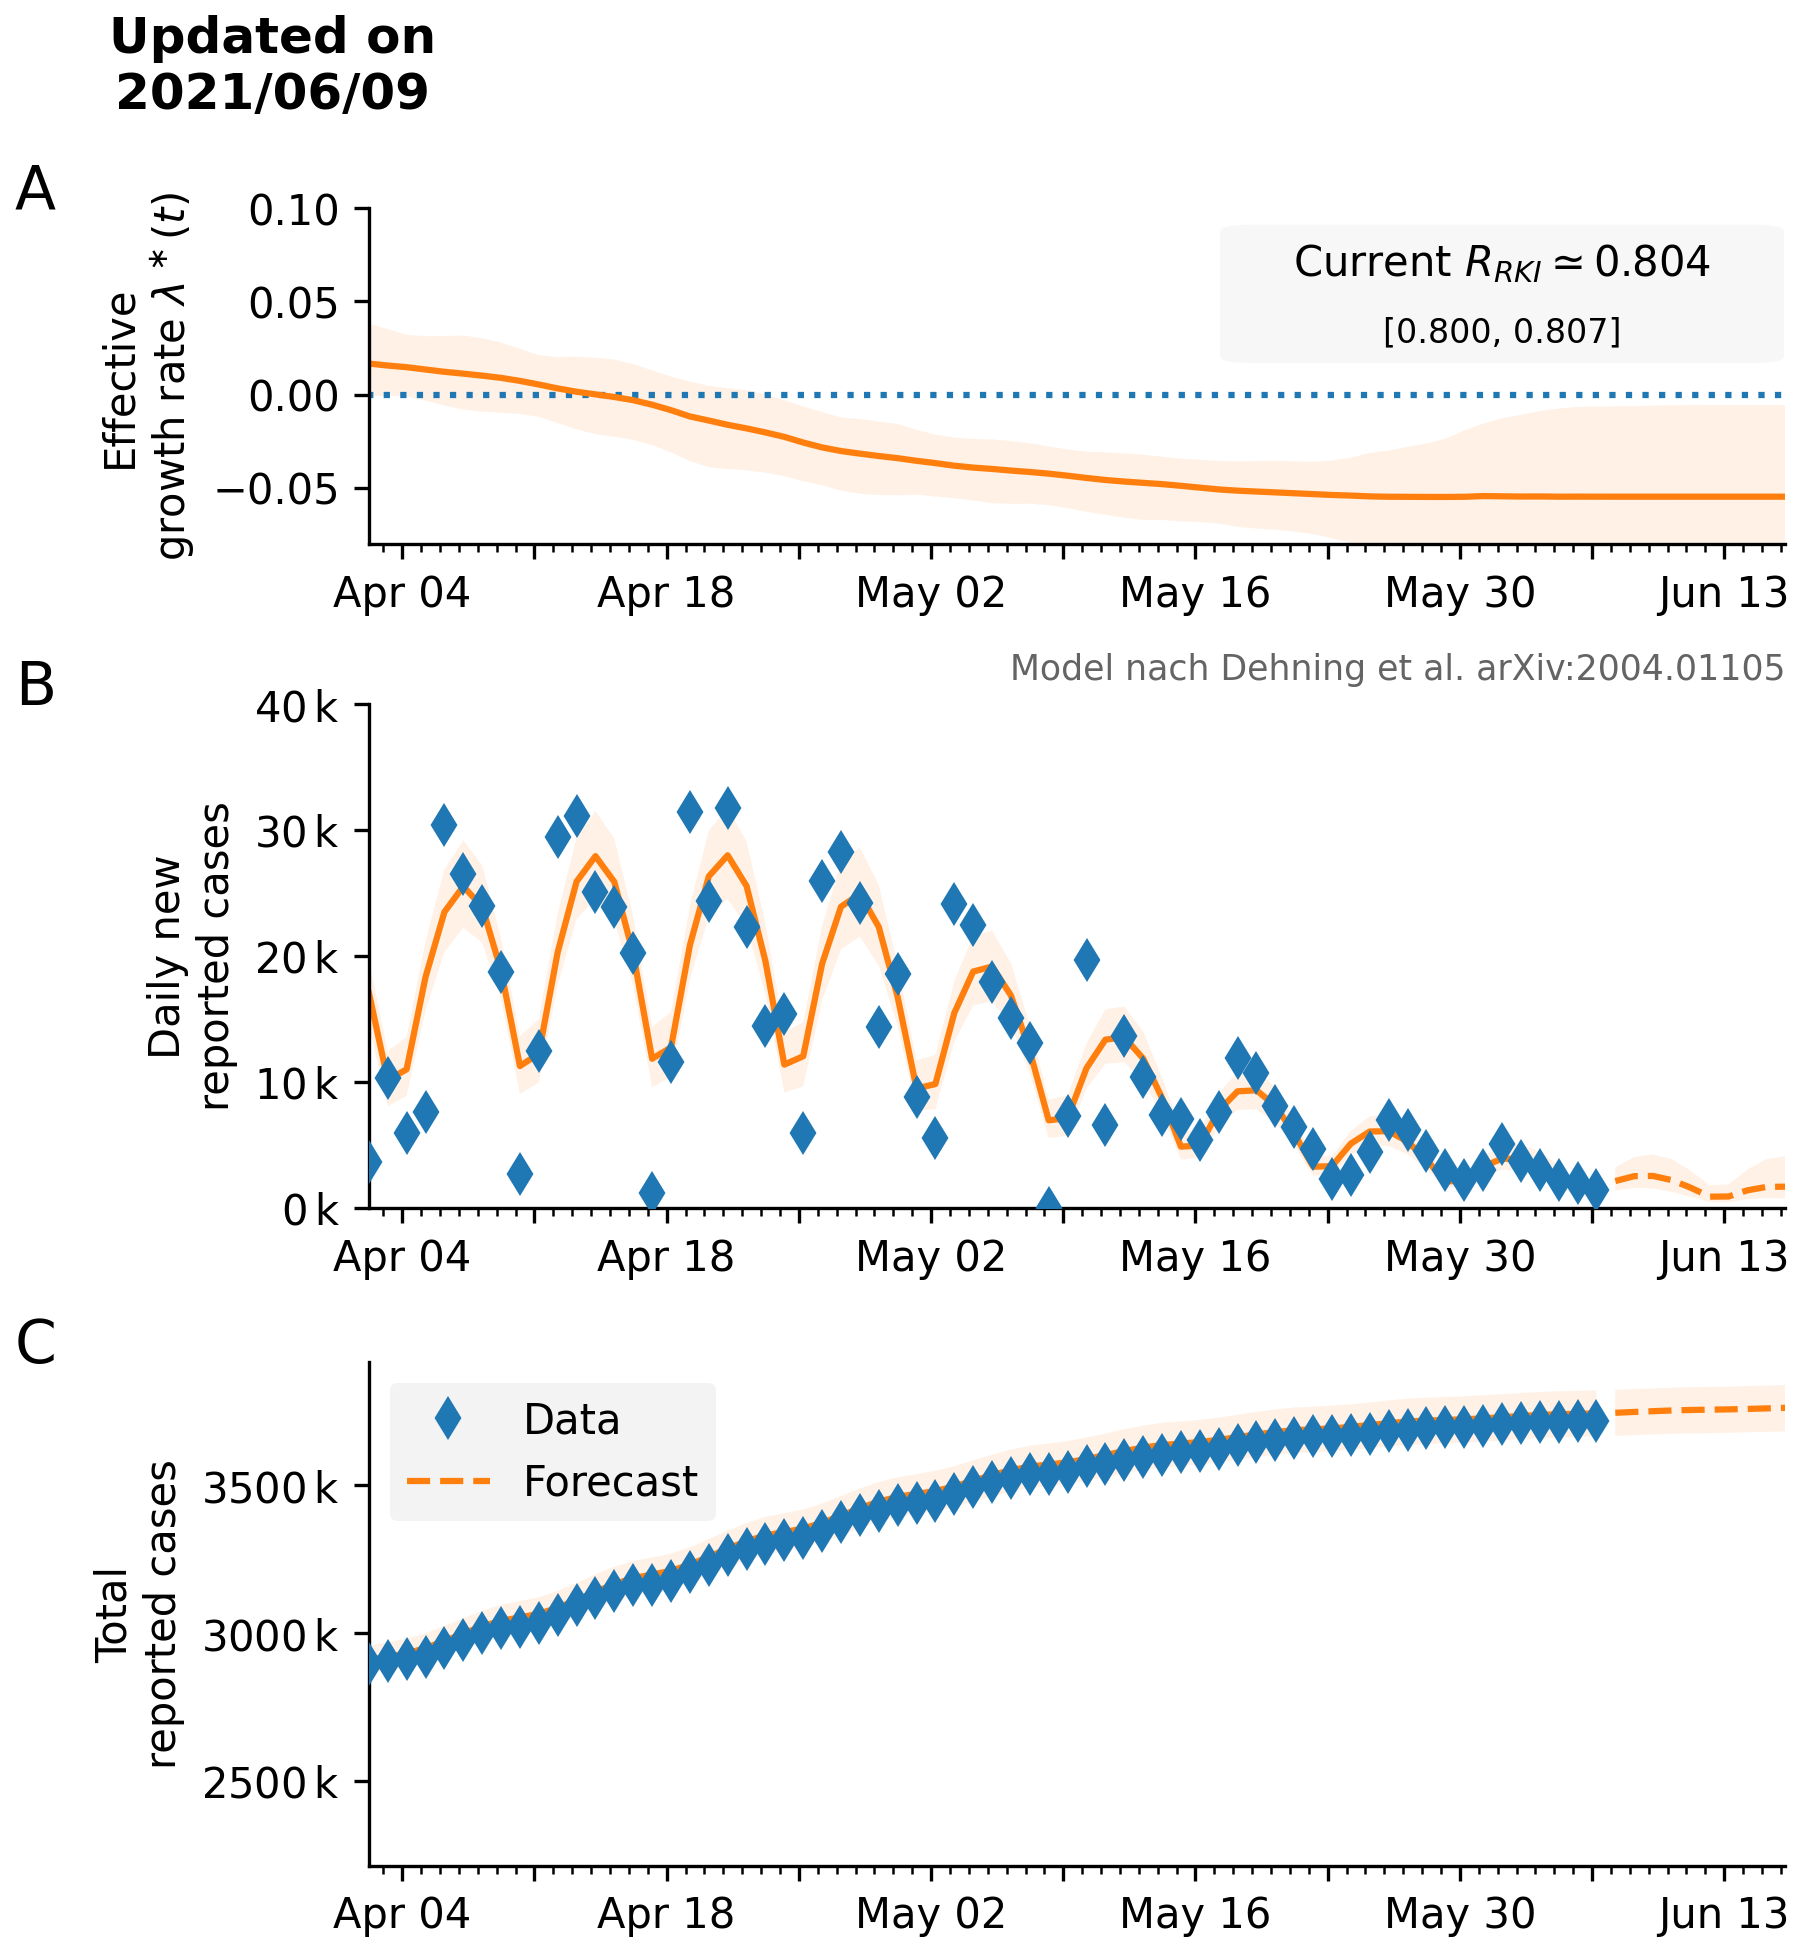 Updated on
2021/06/09
A
Effective
growth rate λ * (t)
0.10
0.05
0.00
−0.05
Current R_RKI ≃ 0.804
[0.800, 0.807]
Apr 04 Apr 18 May 02 May 16 May 30 Jun 13
Model nach Dehning et al. arXiv:2004.01105
B
Daily new
reported cases
40 k
30 k
20 k
10 k
0 k
Apr 04 Apr 18 May 02 May 16 May 30 Jun 13
C
Total
reported cases
Data
Forecast
3500 k
3000 k
2500 k
Apr 04 Apr 18 May 02 May 16 May 30 Jun 13